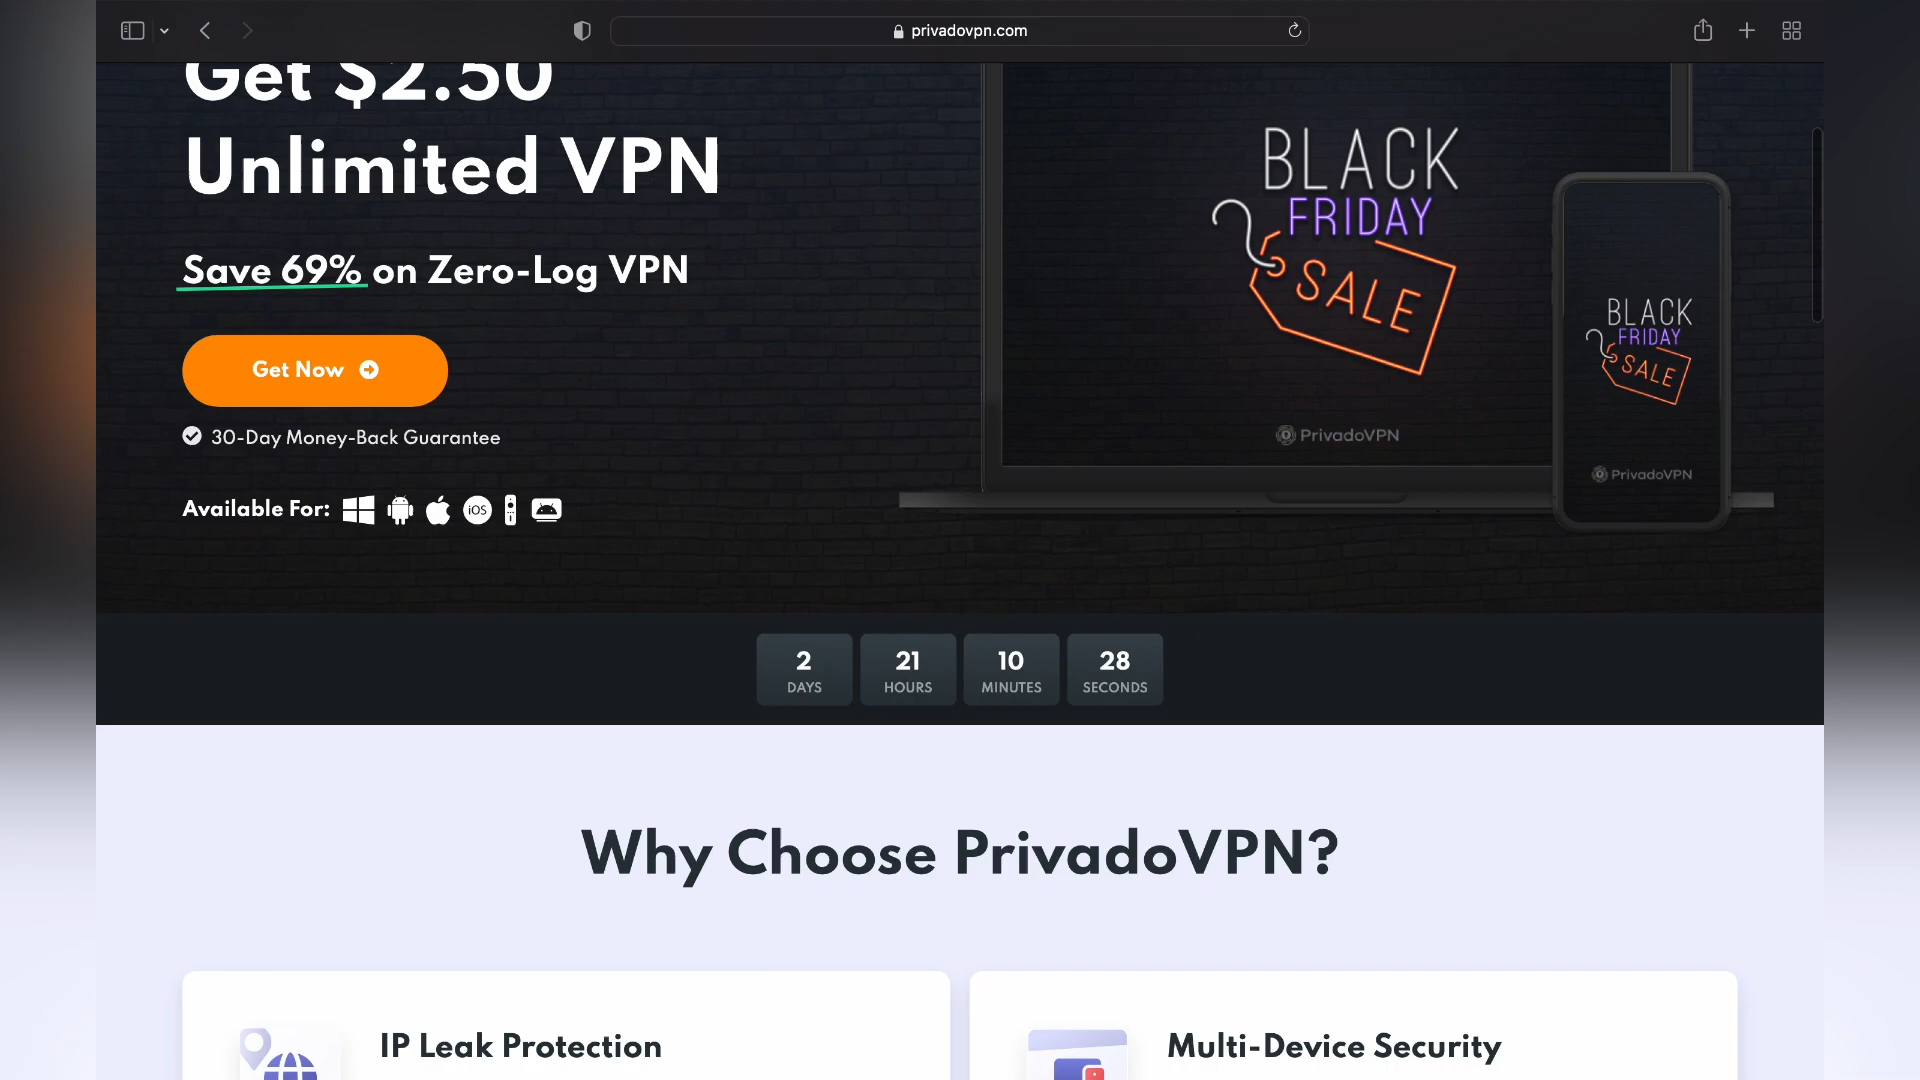 privadovpn.com
Get $2.50
Unlimited VPN
Save 69% on Zero-Log VPN
Get Now
30-Day Money-Back Guarantee
Available For:
iOS
BLACK
FRIDAY
SALE
PrivadoVPN
BLACK
FRIDAY
SALE
PrivadoVPN
2
DAYS
21
HOURS
10
MINUTES
28
SECONDS
Why Choose PrivadoVPN?
IP Leak Protection
Multi-Device Security